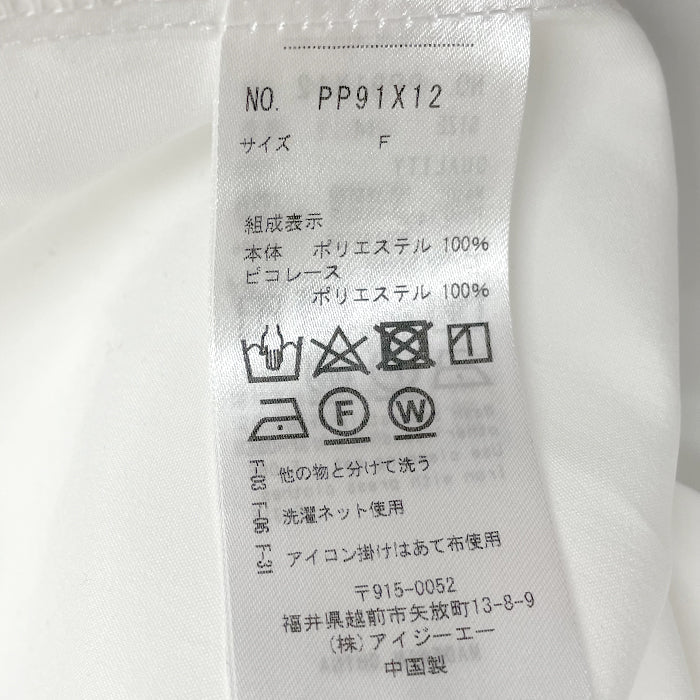 NO. PP91X12
サイズ F
組成表示
本体 ポリエステル 100%
ピコレース
ポリエステル 100%
F
W
F-03 他の物と分けて洗う
F-06 洗濯ネット使用
F-31 アイコン掛けはあて布使用
〒915-0052
福井県越前市矢放町13-8-9
(株)アイジーエー
中国製